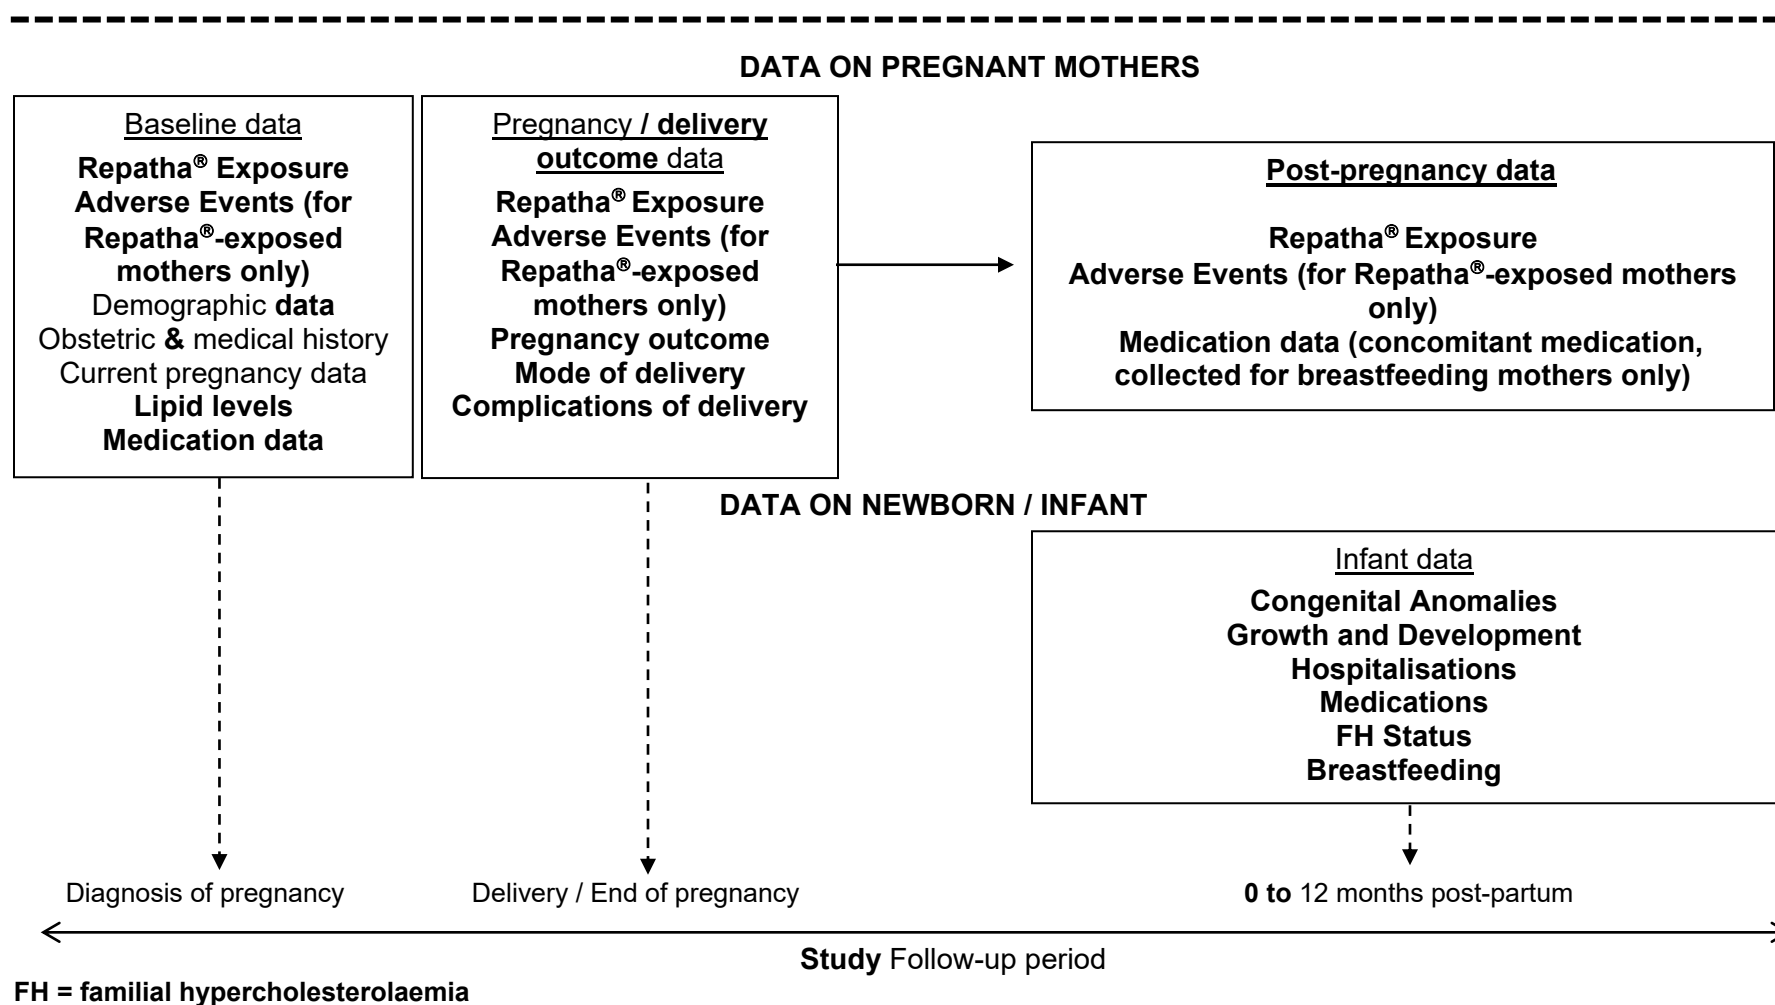 DATA ON PREGNANT MOTHERS
Baseline data
Repatha® Exposure
Adverse Events (for
Repatha®-exposed
mothers only)
Demographic data
Obstetric & medical history
Current pregnancy data
Lipid levels
Medication data
Pregnancy / delivery
outcome data
Repatha® Exposure
Adverse Events (for
Repatha®-exposed
mothers only)
Pregnancy outcome
Mode of delivery
Complications of delivery
Post-pregnancy data
Repatha® Exposure
Adverse Events (for Repatha®-exposed mothers
only)
Medication data (concomitant medication,
collected for breastfeeding mothers only)
DATA ON NEWBORN / INFANT
Infant data
Congenital Anomalies
Growth and Development
Hospitalisations
Medications
FH Status
Breastfeeding
Diagnosis of pregnancy
Delivery / End of pregnancy
0 to 12 months post-partum
Study Follow-up period
FH = familial hypercholesterolaemia